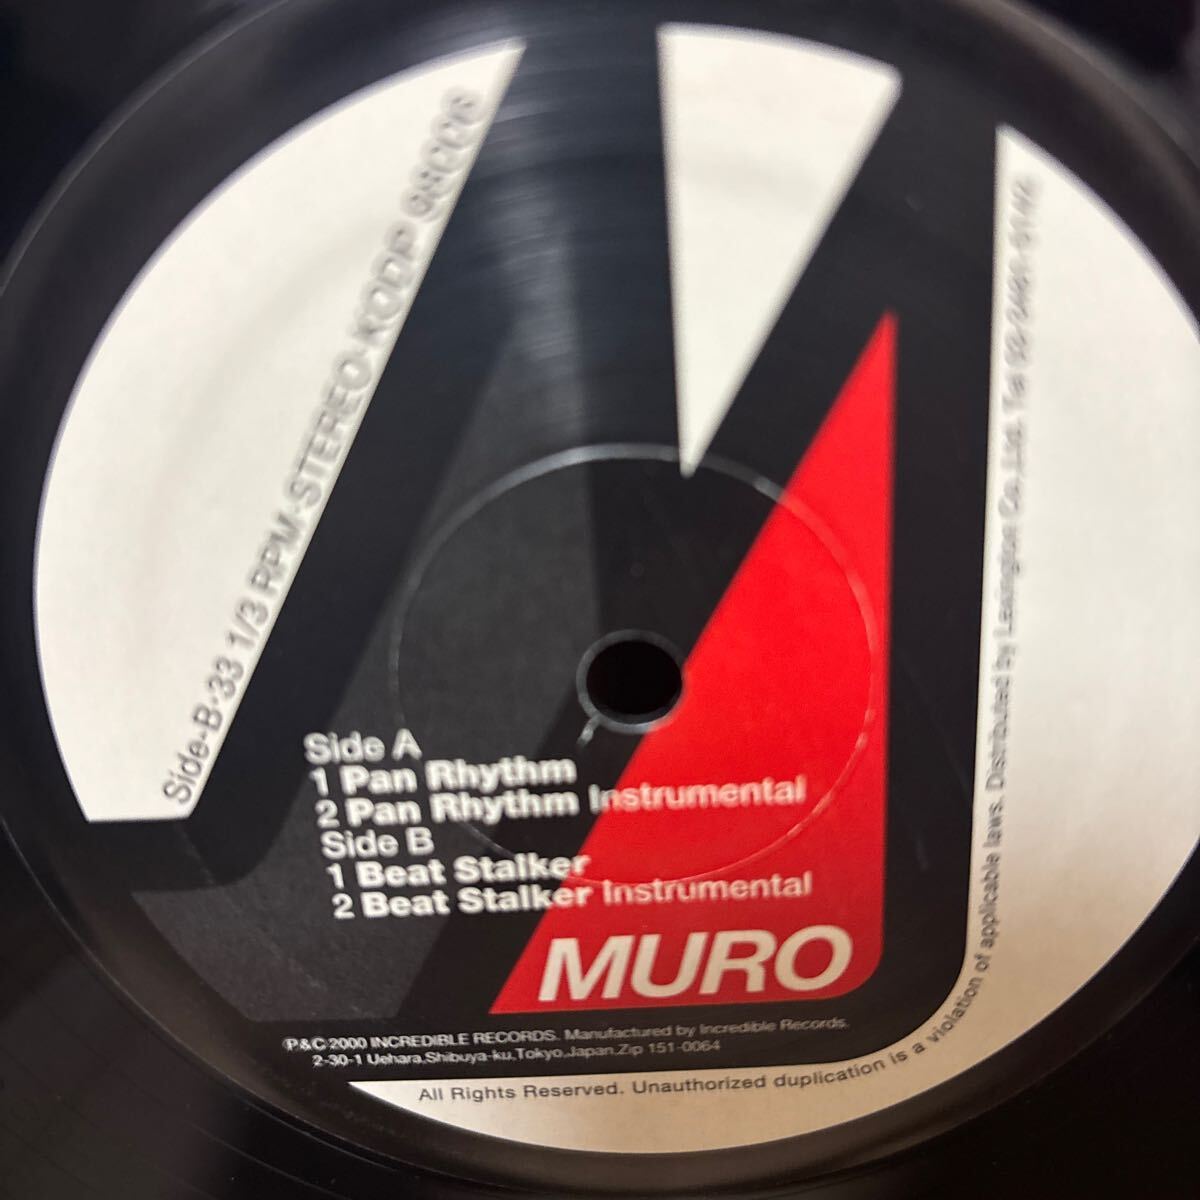 Side-B·33 1/3 RPM·STEREO·KODP
Side A
1 Pan Rhythm
2 Pan Rhythm Instrumental
Side B
1 Beat Stalker
2 Beat Stalker Instrumental
MURO
P.&C 2000 INCREDIBLE RECORDS. Manufactured by Incredible Records.
2-30-1 Uehara,Shibuya-ku,Tokyo,Japan.Zip 151-0064
All Rights Reserved. Unauthorized duplication is a violation of applicable laws. Distributed by Lexington Co.,Ltd. Tel